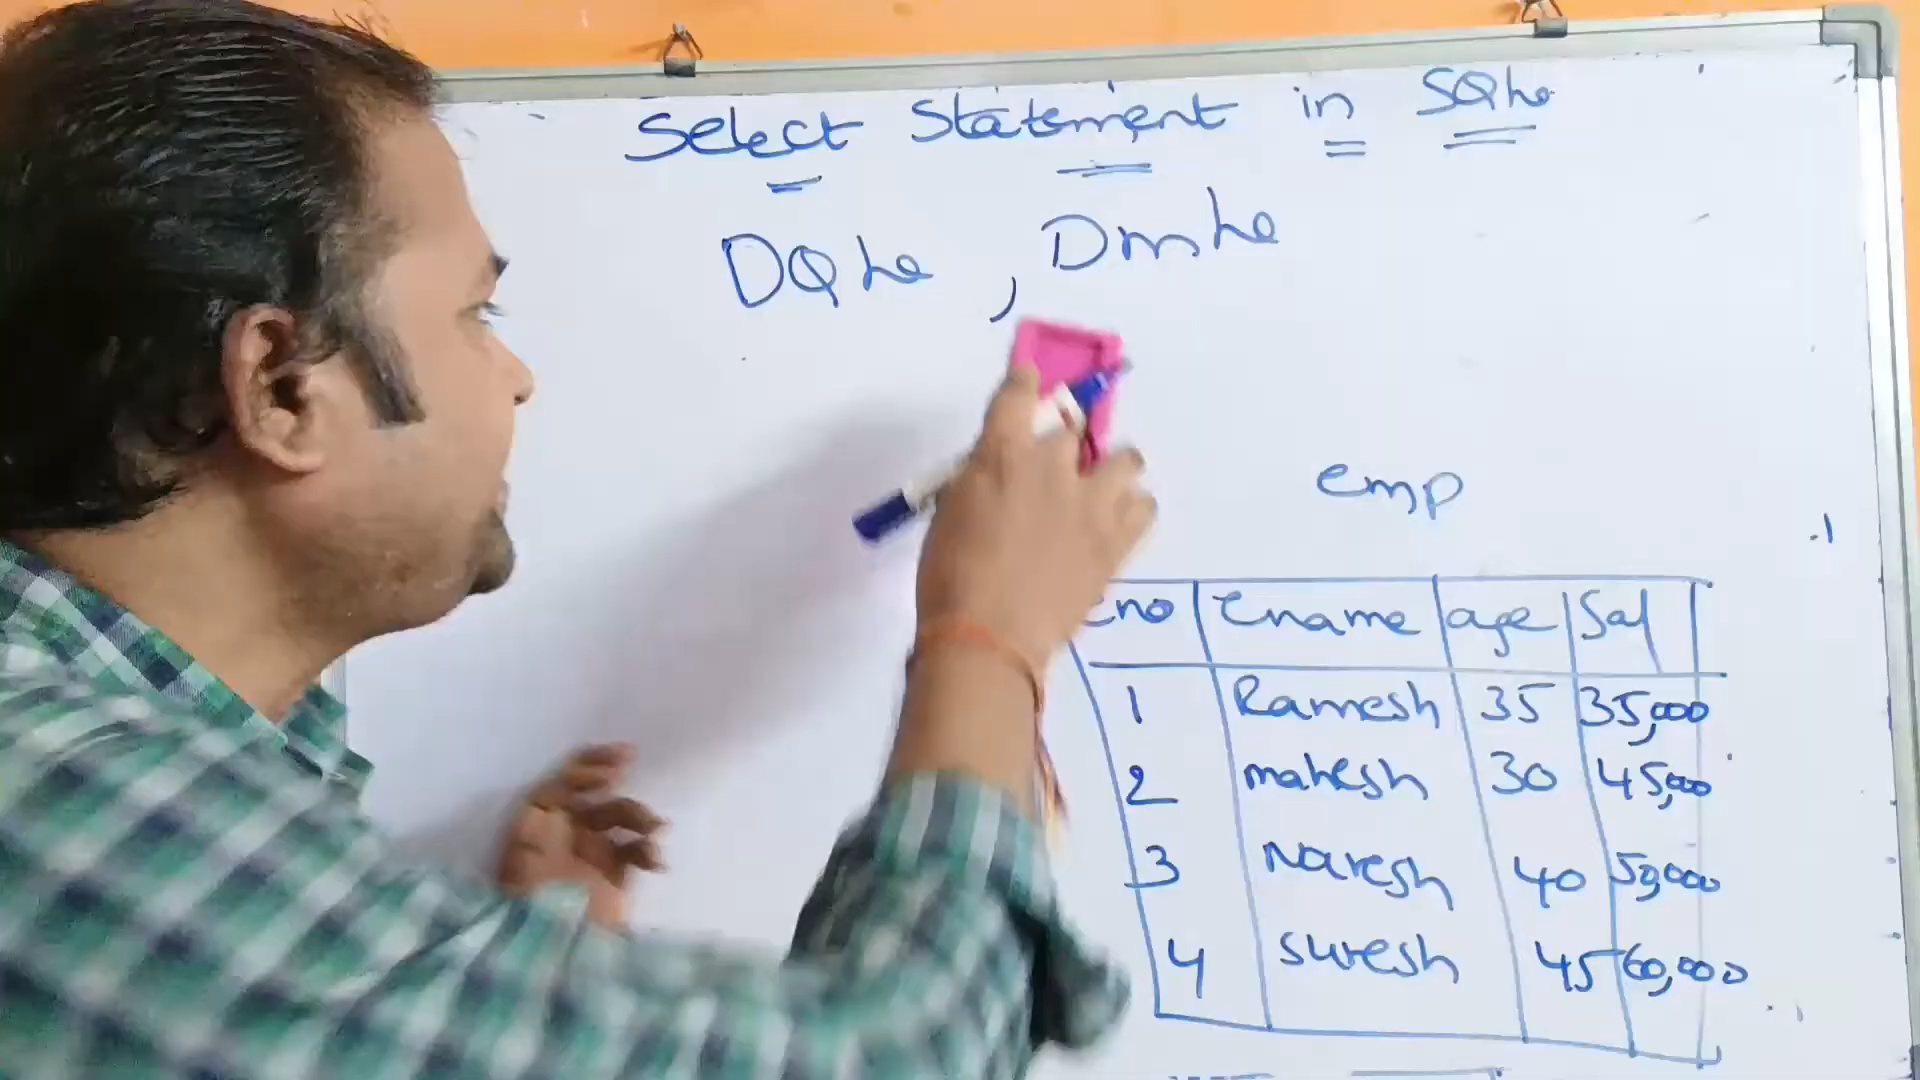 Select Statement in SQL
DQL , DmL
emp
eno ename age Sal
1 Ramesh 35 35,000
2 mahesh 30 45,000
3 Naresh 40 50,000
4 suresh 45 60,000